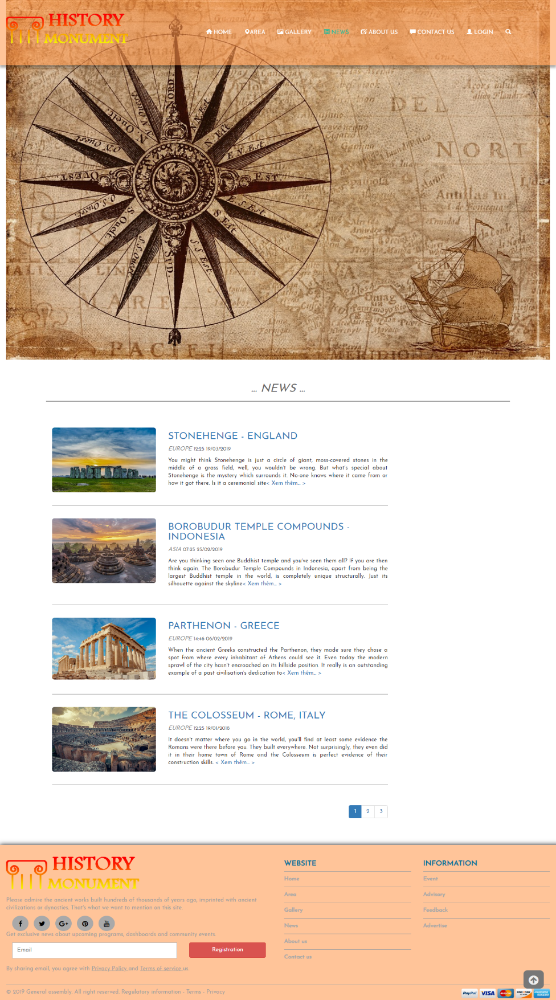 HISTORY
MONUMENT
HOME AREA GALLERY NEWS ABOUT US CONTACT US LOGIN
NORD.
DEL
NORT
EST.
E.N.Est.
E.S.Est
S.Est
S.S.Est
SUD.
S.S.Ouest
S.Ouest
N.O
Antillas In.
PACIFI
MERIDIO
... NEWS ...
STONEHENGE - ENGLAND
EUROPE 12:25 19/03/2019
You might think Stonehenge is just a circle of giant, moss-covered stones in the
middle of a grass field, well, you wouldn't be wrong. But what's special about
Stonehenge is the mystery which surrounds it. No-one knows where it came from or
how it got there. Is it a ceremonial site< Xem thêm... >
BOROBUDUR TEMPLE COMPOUNDS -
INDONESIA
ASIA 07:25 25/02/2019
Are you thinking seen one Buddhist temple and you've seen them all? If you are then
think again. The Borobudur Temple Compounds in Indonesia, apart from being the
largest Buddhist temple in the world, is completely unique structurally. Just its
silhouette against the skyline< Xem thêm... >
PARTHENON - GREECE
EUROPE 14:46 06/02/2019
When the ancient Greeks constructed the Parthenon, they made sure they chose a
spot from where every inhabitant of Athens could see it. Even today the modern
sprawl of the city hasn't encroached on its hillside position. It really is an outstanding
example of a past civilisation's dedication to< Xem thêm... >
THE COLOSSEUM - ROME, ITALY
EUROPE 12:25 19/01/2018
It doesn't matter where you go in the world, you'll find at least some evidence the
Romans were there before you. They built everywhere. Not surprisingly, they even did
it in their home town of Rome and the Colosseum is perfect evidence of their
construction skills. < Xem thêm... >
1 2 3
HISTORY
MONUMENT
Please admire the ancient works built hundreds of thousands of years ago, imprinted with ancient
civilizations or dynasties. That's what we want to mention on this site.
Get exclusive news about upcoming programs, dashboards and community events.
Email
Registration
By sharing email, you agree with Privacy Policy and Terms of service us.
WEBSITE
Home
Area
Gallery
News
About us
Contact us
INFORMATION
Event
Advisory
Feedback
Advertise
© 2019 General assembly. All right reserved. Regulatory information - Terms - Privacy
PayPal VISA MasterCard DISCOVER